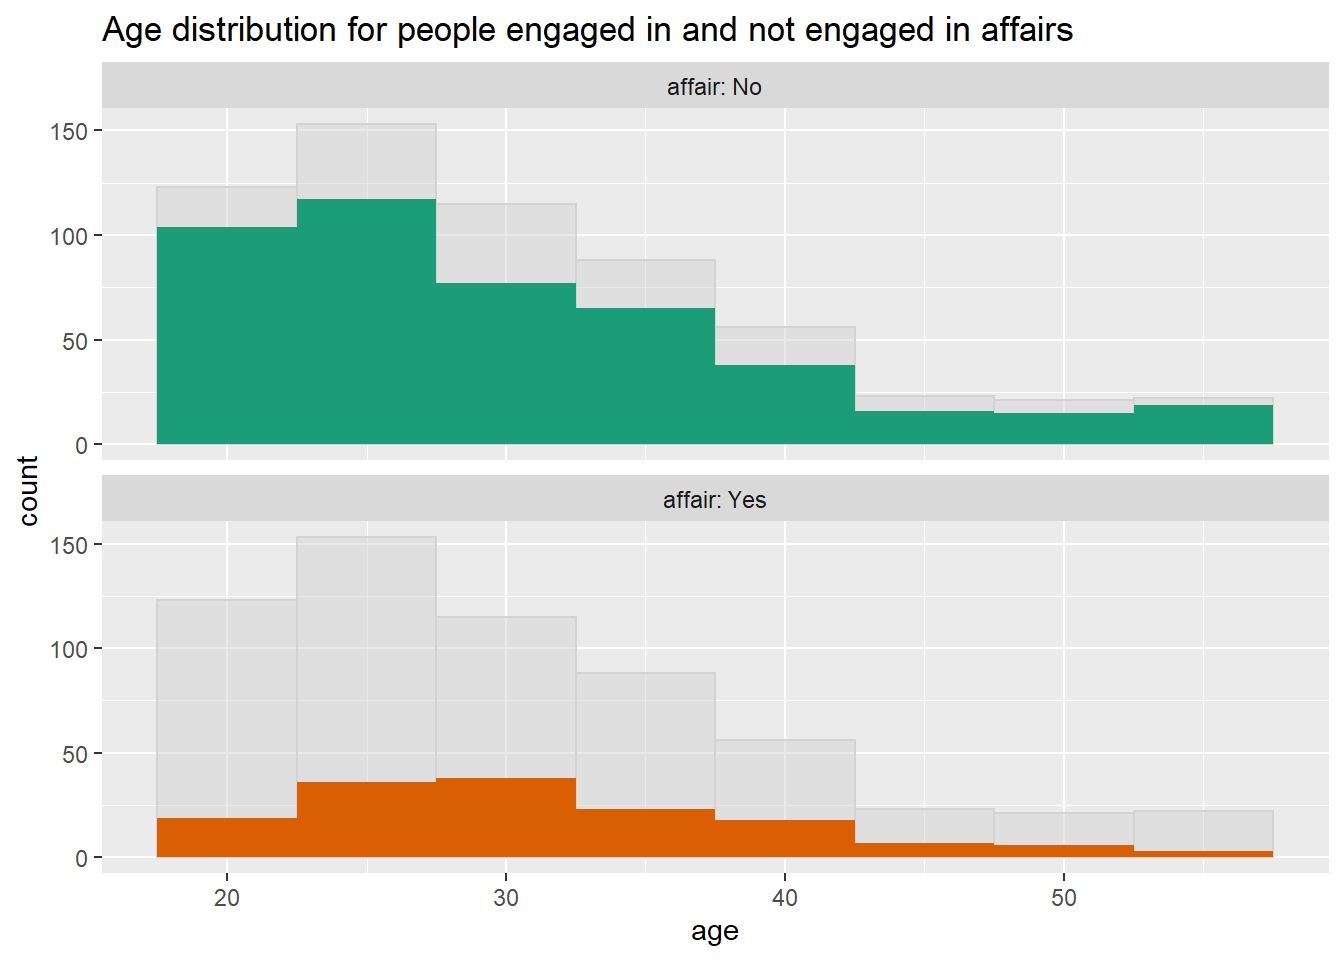 Age distribution for people engaged in and not engaged in affairs
affair: No
150
100
50
0
count
affair: Yes
150
100
50
0
20 30 40 50
age